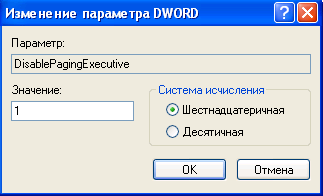 Изменение параметра DWORD
Параметр:
DisablePagingExecutive
Значение:
1
Система исчисления
Шестнадцатеричная
Десятичная
OK
Отмена